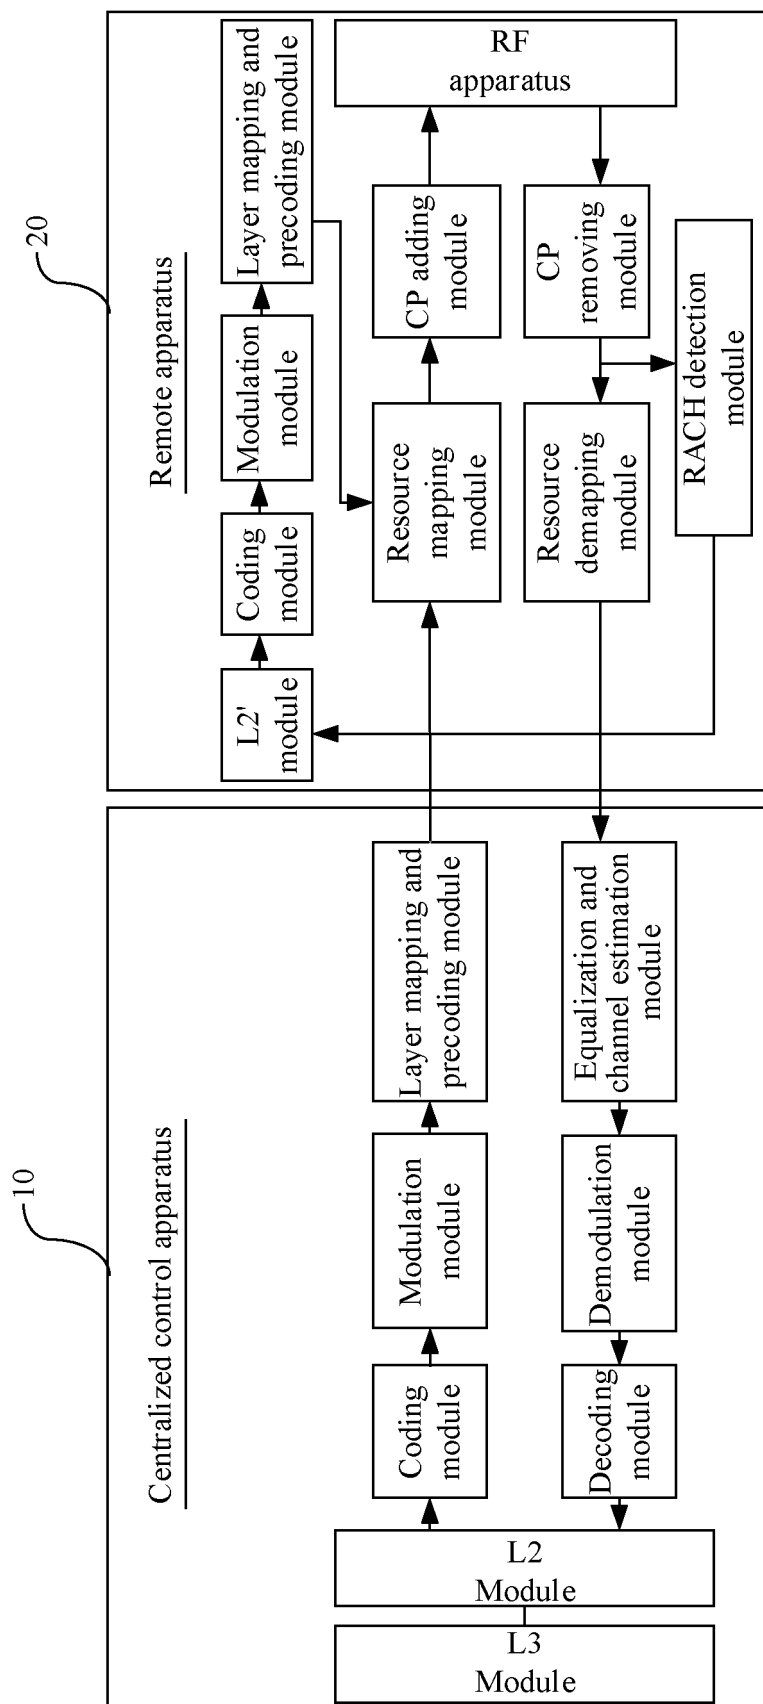 10
Centralized control apparatus
L3
Module
L2
Module
Coding
module
Modulation
module
Layer mapping and
precoding module
Decoding
module
Demodulation
module
Equalization and
channel estimation
module
20
Remote apparatus
L2'
module
Coding
module
Modulation
module
Layer mapping and
precoding module
Resource
mapping
module
CP adding
module
RF
apparatus
Resource
demapping
module
CP
removing
module
RACH detection
module